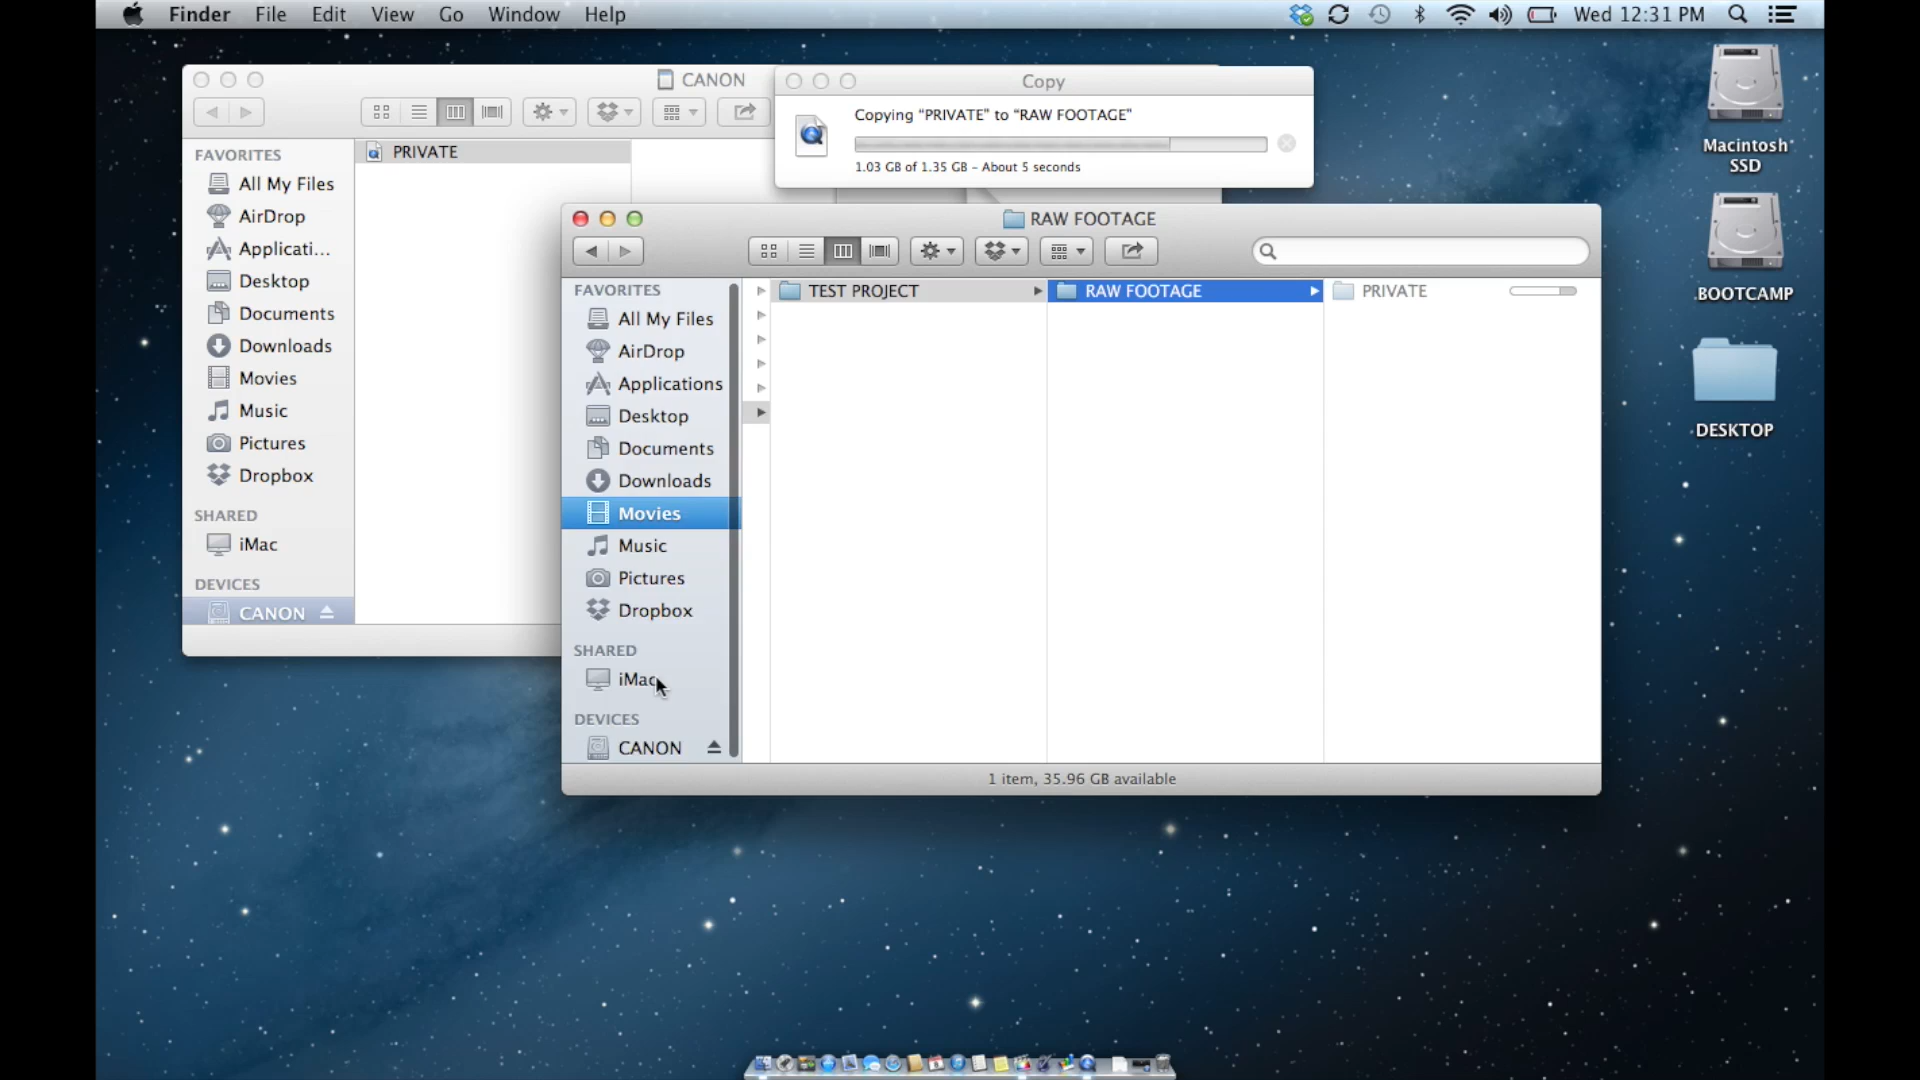 Finder File Edit View Go Window Help Wed 12:31 PM
CANON
FAVORITES
All My Files
AirDrop
Applicati...
Desktop
Documents
Downloads
Movies
Music
Pictures
Dropbox
SHARED
iMac
DEVICES
CANON
PRIVATE
Copy
Copying “PRIVATE” to “RAW FOOTAGE”
1.03 GB of 1.35 GB – About 5 seconds
RAW FOOTAGE
FAVORITES
All My Files
AirDrop
Applications
Desktop
Documents
Downloads
Movies
Music
Pictures
Dropbox
SHARED
iMac
DEVICES
CANON
TEST PROJECT
RAW FOOTAGE
PRIVATE
1 item, 35.96 GB available
Macintosh
SSD
BOOTCAMP
DESKTOP